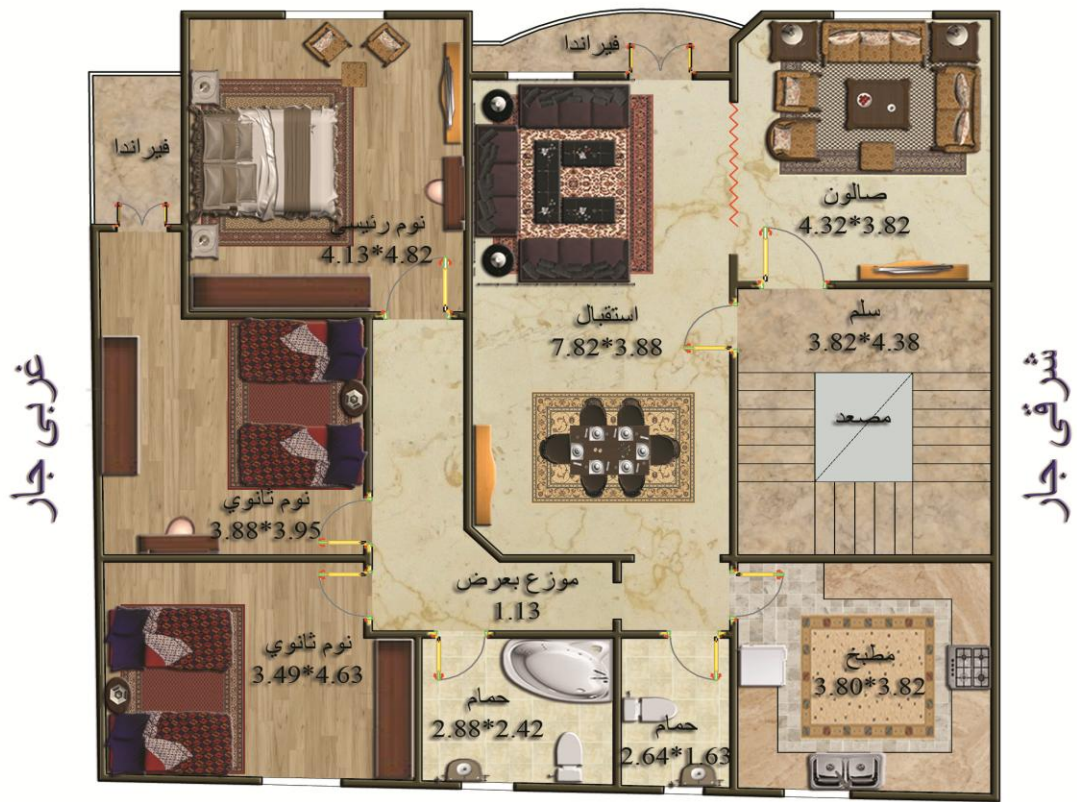 فيراندا
فيراندا
صالون
4.32*3.82
نوم رئيسي
4.13*4.82
استقبال
7.82*3.88
سلم
3.82*4.38
مصعد
غربى جار
شرقى جار
نوم ثانوي
3.88*3.95
موزع بعرض
1.13
نوم ثانوي
3.49*4.63
حمام
2.88*2.42
حمام
2.64*1.63
مطبخ
3.80*3.82